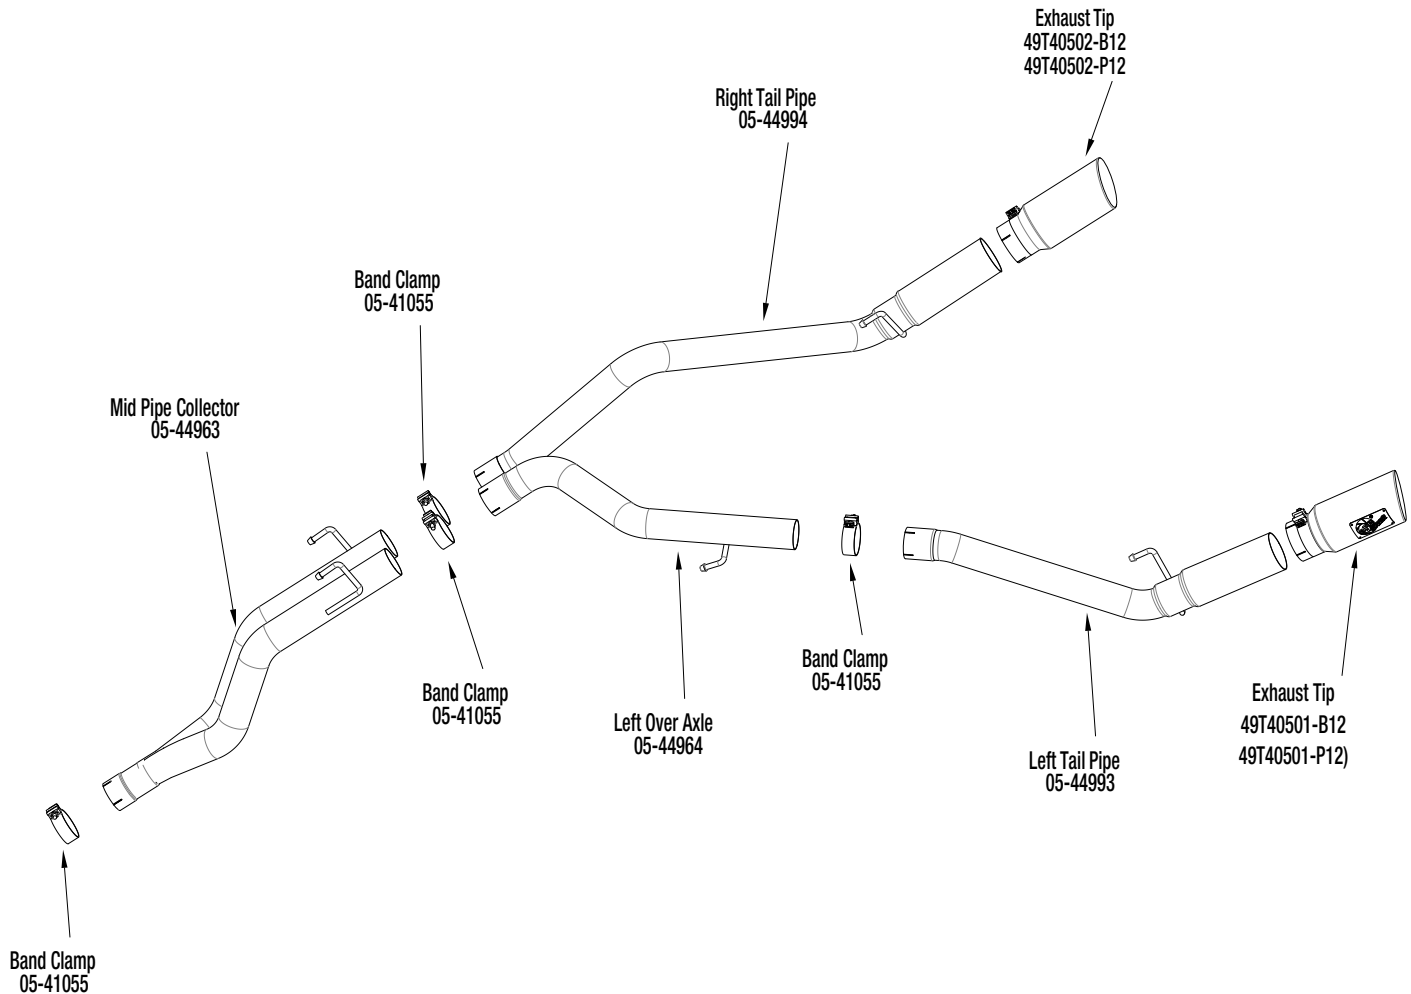 Exhaust Tip
49T40502-B12
49T40502-P12
Right Tail Pipe
05-44994
Band Clamp
05-41055
Mid Pipe Collector
05-44963
Band Clamp
05-41055
Band Clamp
05-41055
Left Over Axle
05-44964
Left Tail Pipe
05-44993
Exhaust Tip
49T40501-B12
49T40501-P12)
Band Clamp
05-41055